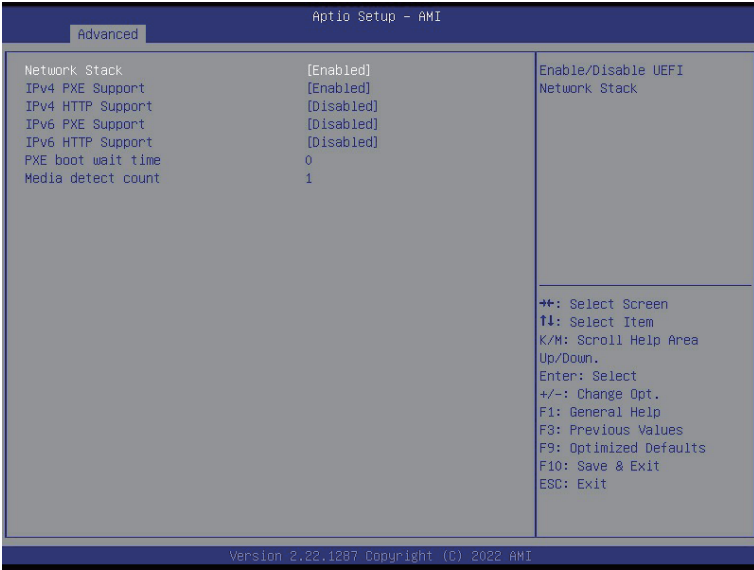 Aptio Setup – AMI
Advanced
Network Stack [Enabled]
IPv4 PXE Support [Enabled]
IPv4 HTTP Support [Disabled]
IPv6 PXE Support [Disabled]
IPv6 HTTP Support [Disabled]
PXE boot wait time 0
Media detect count 1
Enable/Disable UEFI
Network Stack
→←: Select Screen
↑↓: Select Item
K/M: Scroll Help Area
Up/Down.
Enter: Select
+/-: Change Opt.
F1: General Help
F3: Previous Values
F9: Optimized Defaults
F10: Save & Exit
ESC: Exit
Version 2.22.1287 Copyright (C) 2022 AMI